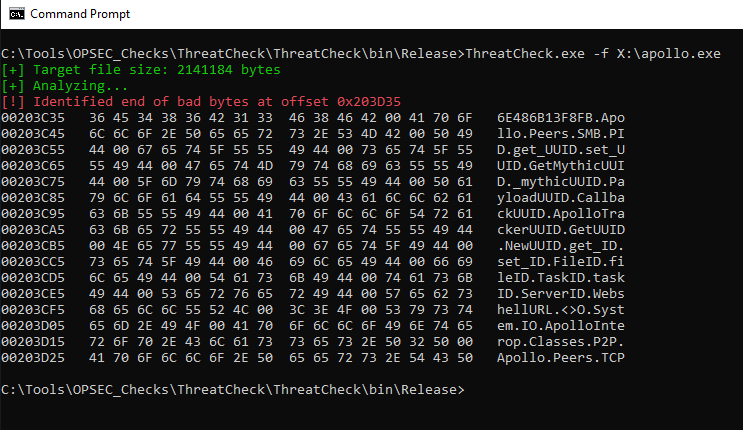 Command Prompt
C:\Tools\OPSEC_Checks\ThreatCheck\ThreatCheck\bin\Release>ThreatCheck.exe -f X:\apollo.exe
[+] Target file size: 2141184 bytes
[+] Analyzing...
[!] Identified end of bad bytes at offset 0x203D35
00203C35   36 45 34 38 36 42 31 33  46 38 46 42 00 41 70 6F   6E486B13F8FB.Apo
00203C45   6C 6C 6F 2E 50 65 65 72  73 2E 53 4D 42 00 50 49   llo.Peers.SMB.PI
00203C55   44 00 67 65 74 5F 55 55  49 44 00 73 65 74 5F 55   D.get_UUID.set_U
00203C65   55 49 44 00 47 65 74 4D  79 74 68 69 63 55 55 49   UID.GetMythicUUI
00203C75   44 00 5F 6D 79 74 68 69  63 55 55 49 44 00 50 61   D._mythicUUID.Pa
00203C85   79 6C 6F 61 64 55 55 49  44 00 43 61 6C 6C 62 61   yloadUUID.Callba
00203C95   63 6B 55 55 49 44 00 41  70 6F 6C 6C 6F 54 72 61   ckUUID.ApolloTra
00203CA5   63 6B 65 72 55 55 49 44  00 47 65 74 55 55 49 44   ckerUUID.GetUUID
00203CB5   00 4E 65 77 55 55 49 44  00 67 65 74 5F 49 44 00   .NewUUID.get_ID.
00203CC5   73 65 74 5F 49 44 00 46  69 6C 65 49 44 00 66 69   set_ID.FileID.fi
00203CD5   6C 65 49 44 00 54 61 73  6B 49 44 00 74 61 73 6B   leID.TaskID.task
00203CE5   49 44 00 53 65 72 76 65  72 49 44 00 57 65 62 73   ID.ServerID.Webs
00203CF5   68 65 6C 6C 55 52 4C 00  3C 3E 4F 00 53 79 73 74   hellURL.<>O.Syst
00203D05   65 6D 2E 49 4F 00 41 70  6F 6C 6C 6F 49 6E 74 65   em.IO.ApolloInte
00203D15   72 6F 70 2E 43 6C 61 73  73 65 73 2E 50 32 50 00   rop.Classes.P2P.
00203D25   41 70 6F 6C 6C 6F 2E 50  65 65 72 73 2E 54 43 50   Apollo.Peers.TCP
C:\Tools\OPSEC_Checks\ThreatCheck\ThreatCheck\bin\Release>